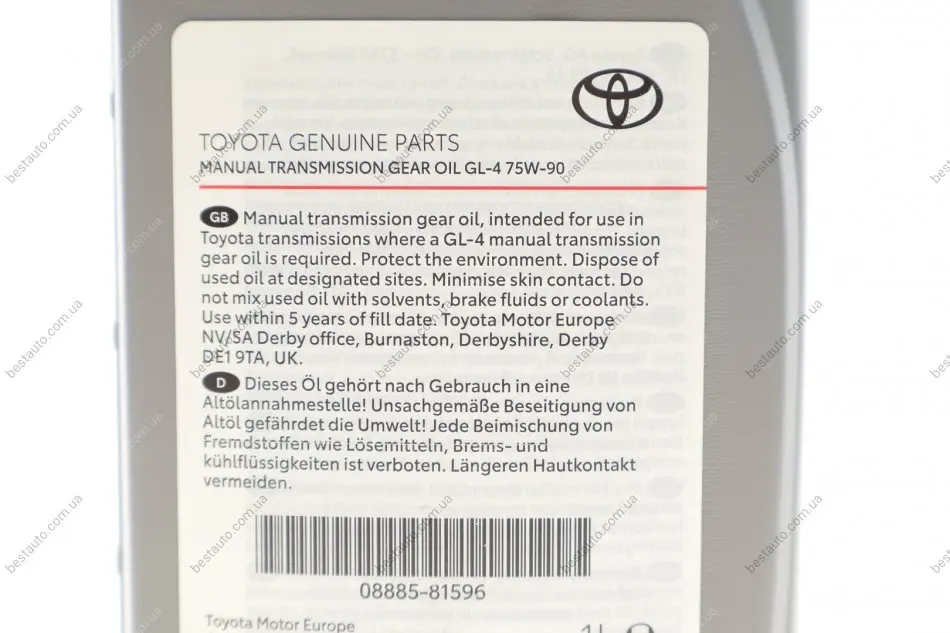 TOYOTA GENUINE PARTS
MANUAL TRANSMISSION GEAR OIL GL-4 75W-90
GB Manual transmission gear oil, intended for use in
Toyota transmissions where a GL-4 manual transmission
gear oil is required. Protect the environment. Dispose of
used oil at designated sites. Minimise skin contact. Do
not mix used oil with solvents, brake fluids or coolants.
Use within 5 years of fill date. Toyota Motor Europe
NV/SA Derby office, Burnaston, Derbyshire, Derby
DE1 9TA, UK.
D Dieses Öl gehört nach Gebrauch in eine
Altölannahmestelle! Unsachgemäße Beseitigung von
Altöl gefährdet die Umwelt! Jede Beimischung von
Fremdstoffen wie Lösemitteln, Brems- und
kühlflüssigkeiten ist verboten. Längeren Hautkontakt
vermeiden.
08885-81596
Toyota Motor Europe
1L
bestauto.com.ua